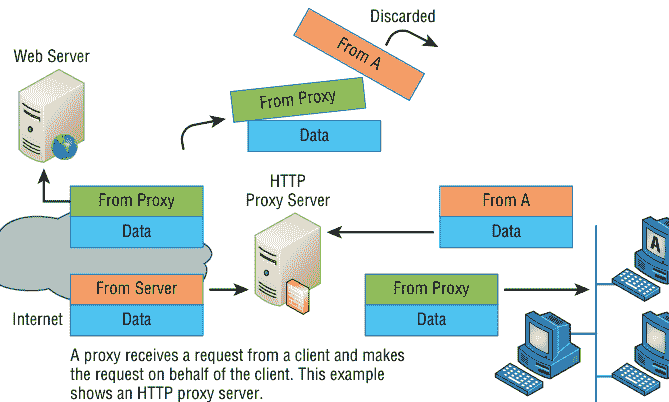 Discarded
From A
Web Server
From Proxy
Data
HTTP
Proxy Server
From Proxy
Data
From A
Data
A
From Server
Data
From Proxy
Data
Internet
A proxy receives a request from a client and makes
the request on behalf of the client. This example
shows an HTTP proxy server.